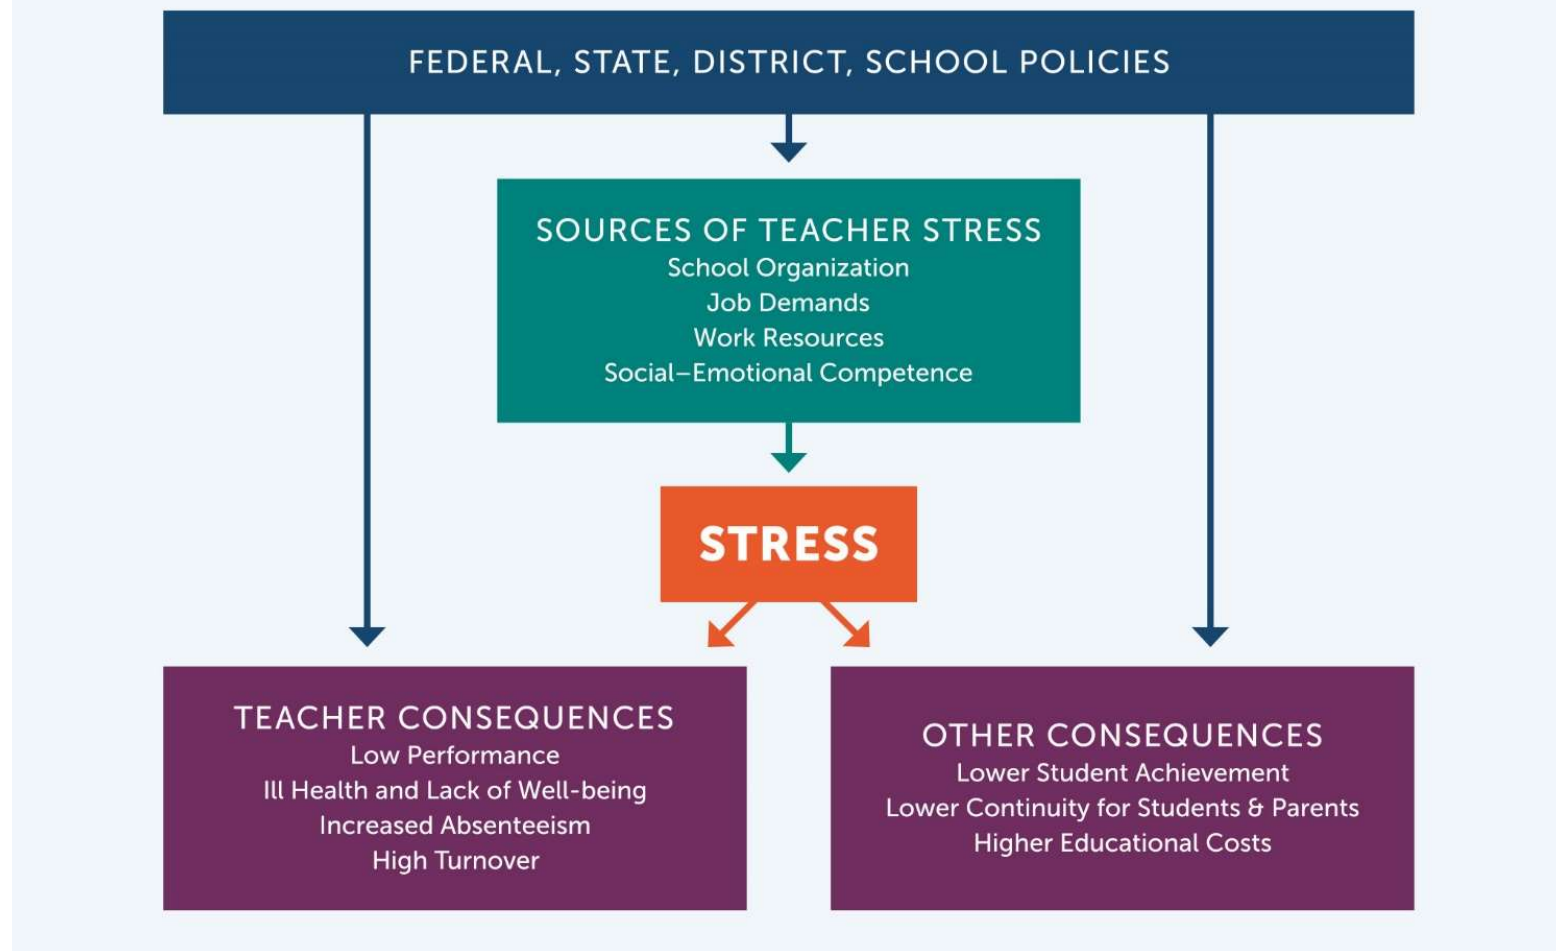 FEDERAL, STATE, DISTRICT, SCHOOL POLICIES
SOURCES OF TEACHER STRESS
School Organization
Job Demands
Work Resources
Social–Emotional Competence
STRESS
TEACHER CONSEQUENCES
Low Performance
Ill Health and Lack of Well-being
Increased Absenteeism
High Turnover
OTHER CONSEQUENCES
Lower Student Achievement
Lower Continuity for Students & Parents
Higher Educational Costs